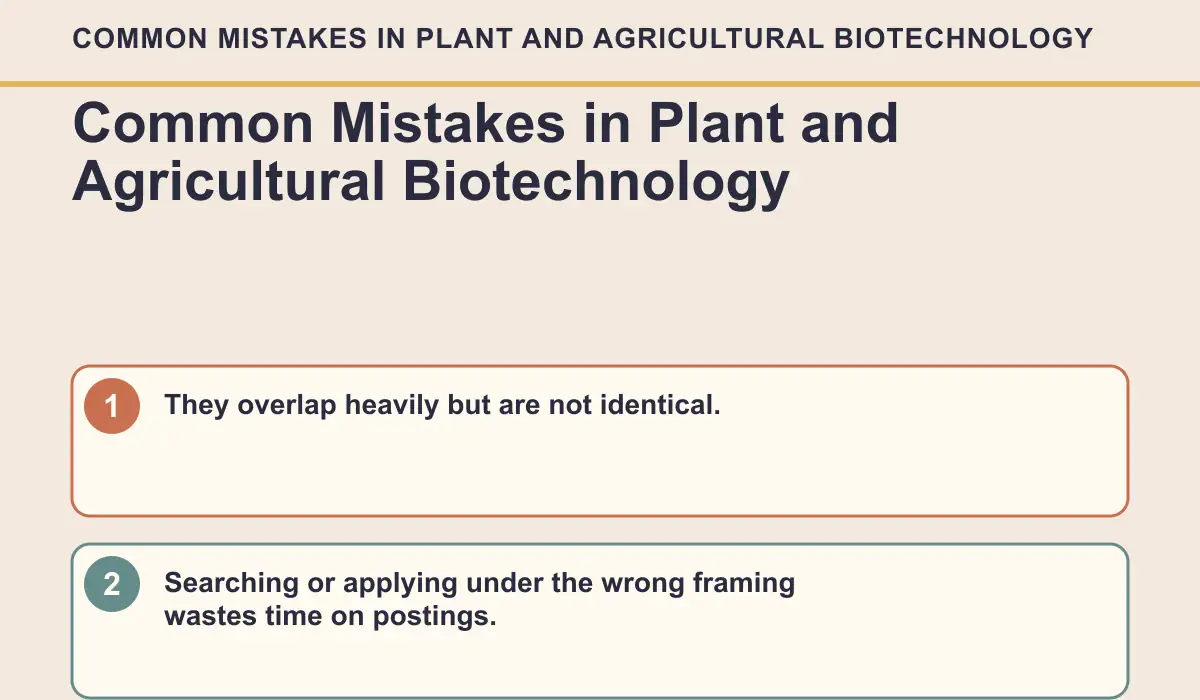 COMMON MISTAKES IN PLANT AND AGRICULTURAL BIOTECHNOLOGY
Common Mistakes in Plant and
Agricultural Biotechnology
1
They overlap heavily but are not identical.
2
Searching or applying under the wrong framing
wastes time on postings.